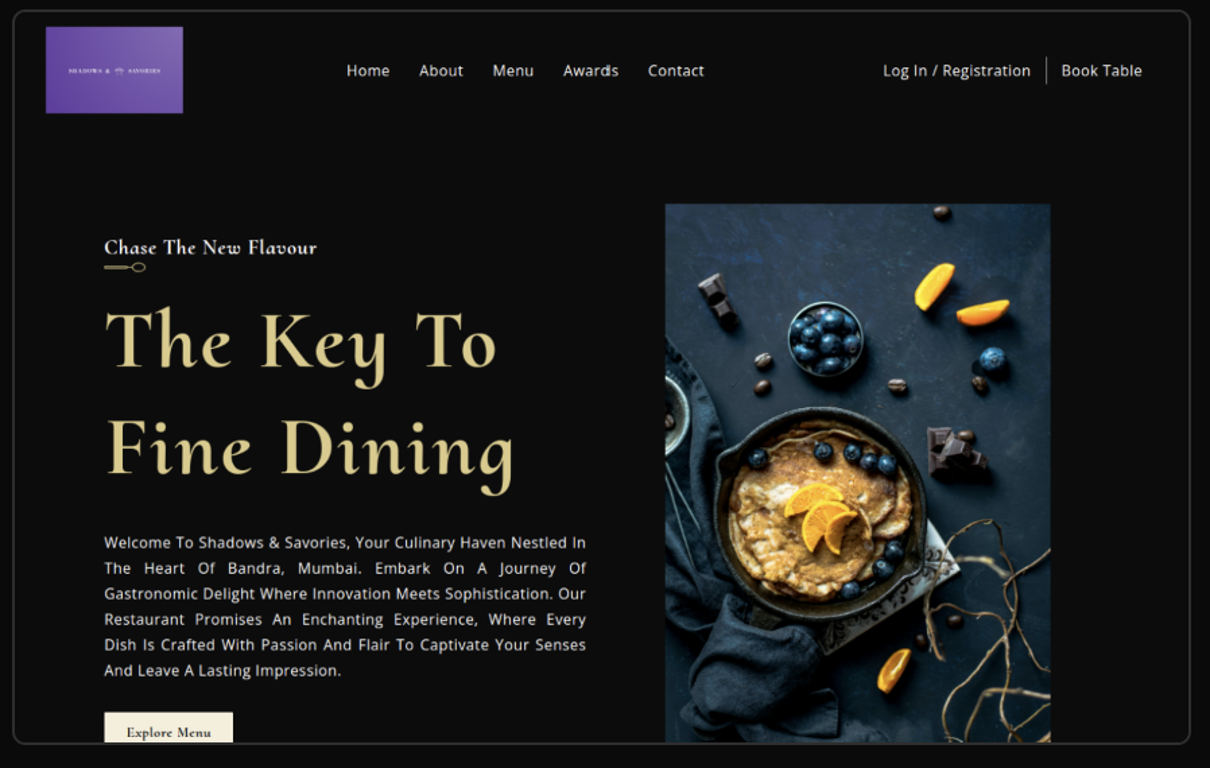 SHADOWS & SAVORIES
Home About Menu Awards Contact
Log In / Registration Book Table
Chase The New Flavour
The Key To
Fine Dining
Welcome To Shadows & Savories, Your Culinary Haven Nestled In
The Heart Of Bandra, Mumbai. Embark On A Journey Of
Gastronomic Delight Where Innovation Meets Sophistication. Our
Restaurant Promises An Enchanting Experience, Where Every
Dish Is Crafted With Passion And Flair To Captivate Your Senses
And Leave A Lasting Impression.
Explore Menu